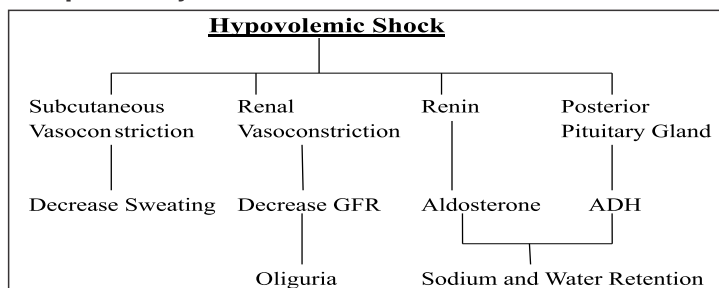 Hypovolemic Shock
Subcutaneous
Vasoconstriction
Renal
Vasoconstriction
Renin
Posterior
Pituitary Gland
Decrease Sweating
Decrease GFR
Aldosterone
ADH
Oliguria
Sodium and Water Retention